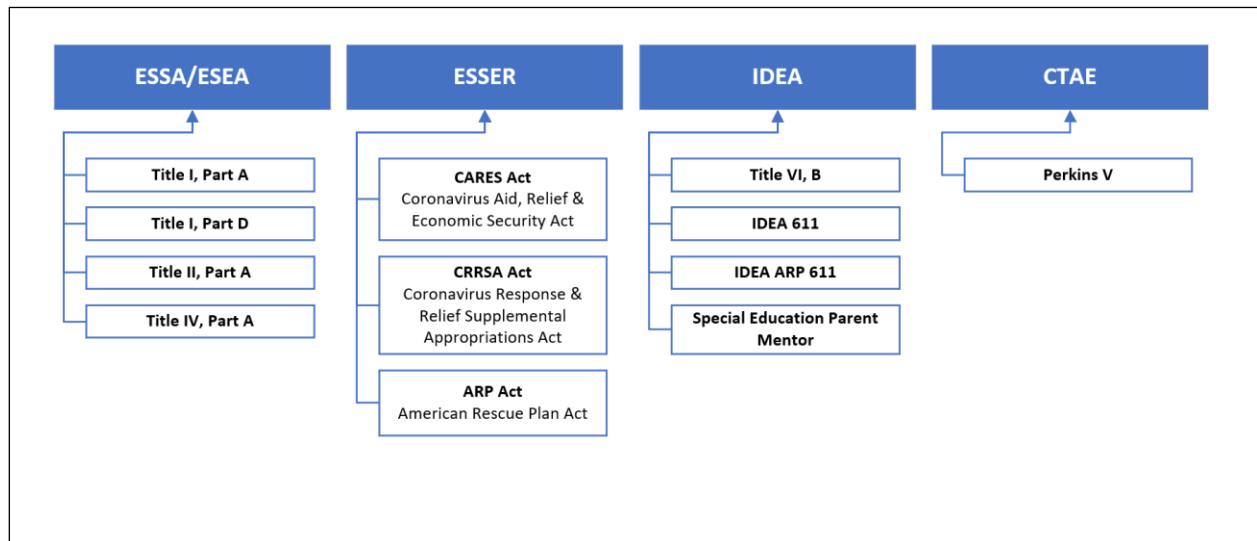 ESSA/ESEA
Title I, Part A
Title I, Part D
Title II, Part A
Title IV, Part A
ESSER
CARES Act
Coronavirus Aid, Relief &
Economic Security Act
CRRSA Act
Coronavirus Response &
Relief Supplemental
Appropriations Act
ARP Act
American Rescue Plan Act
IDEA
Title VI, B
IDEA 611
IDEA ARP 611
Special Education Parent
Mentor
CTAE
Perkins V